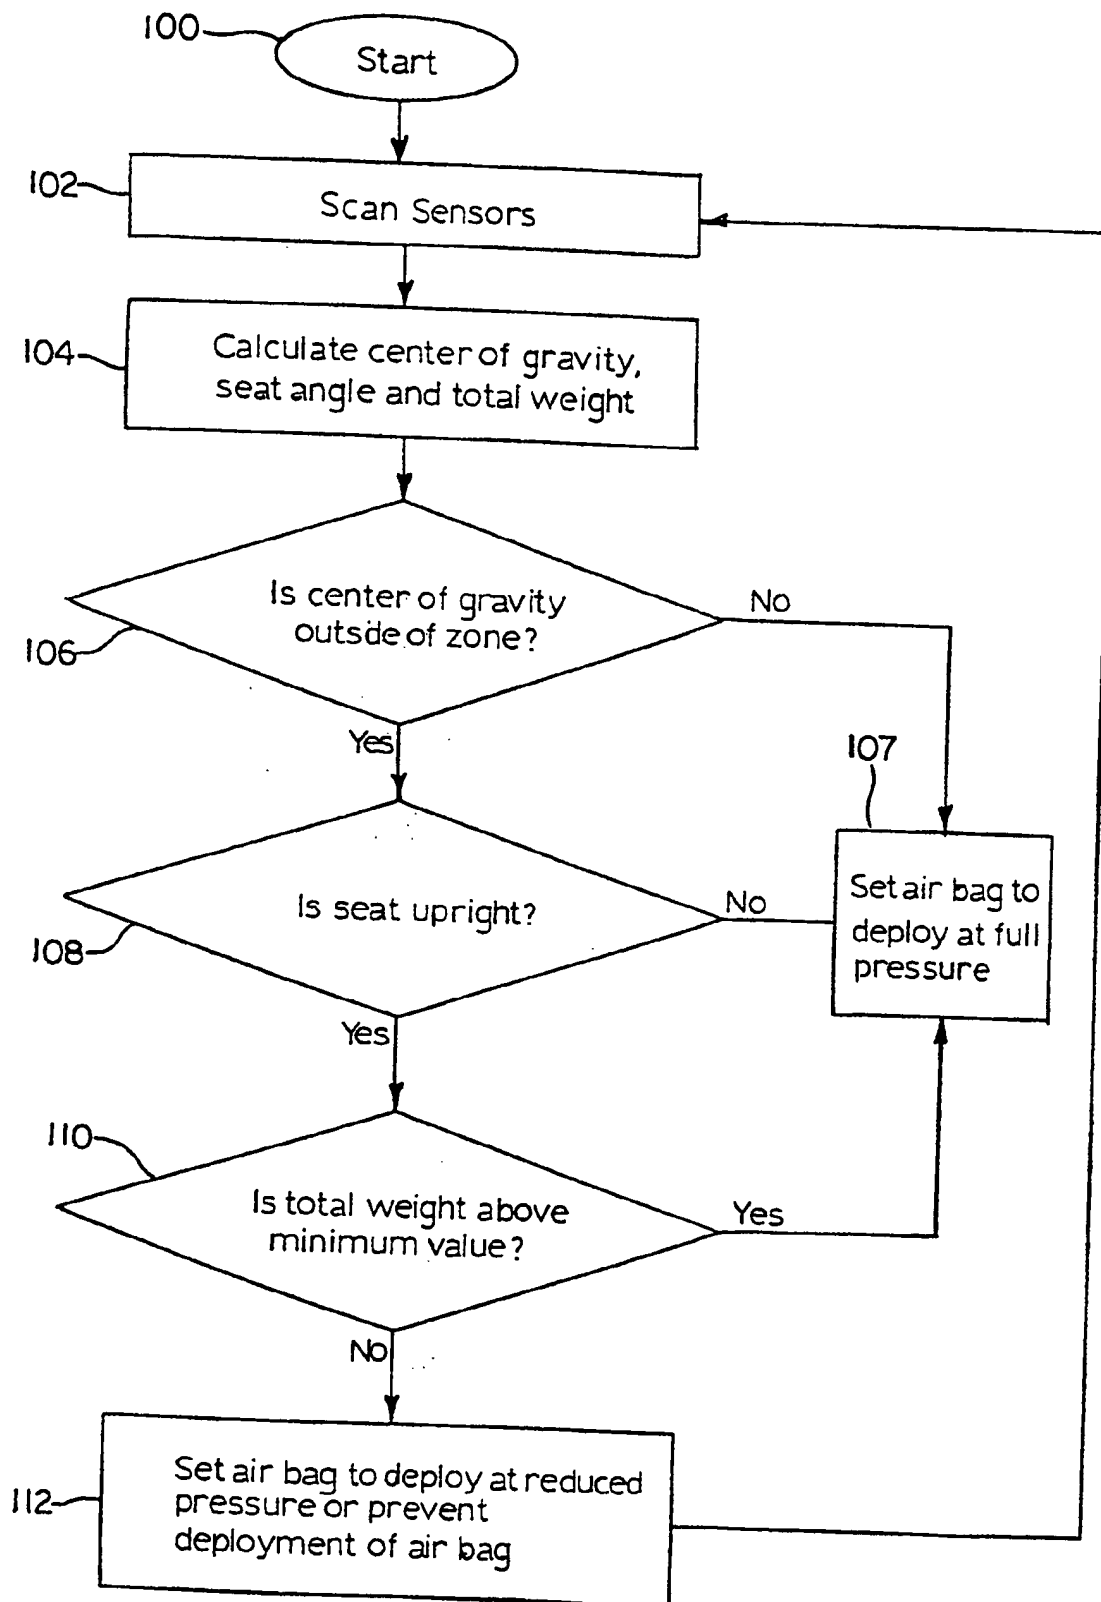 100
Start
102
Scan Sensors
104
Calculate center of gravity,
seat angle and total weight
Is center of gravity
outside of zone?
106
No
Yes
107
Is seat upright?
108
No
Set air bag to
deploy at full
pressure
Yes
110
Is total weight above
minimum value?
Yes
No
112
Set air bag to deploy at reduced
pressure or prevent
deployment of air bag